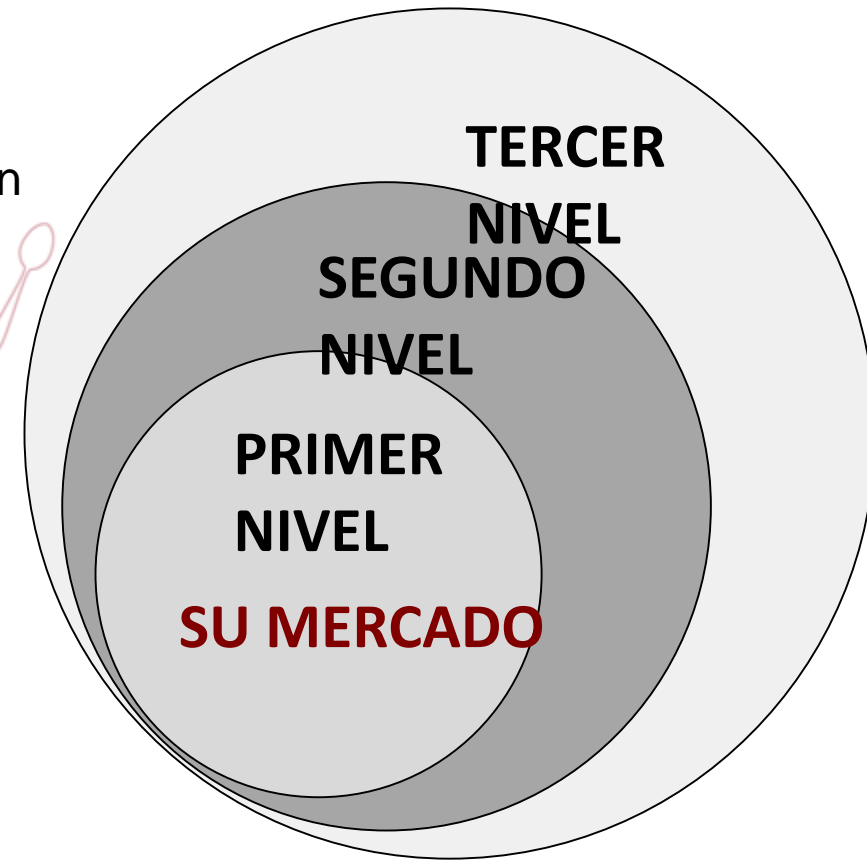 n
TERCER
NIVEL
SEGUNDO
NIVEL
PRIMER
NIVEL
SU MERCADO